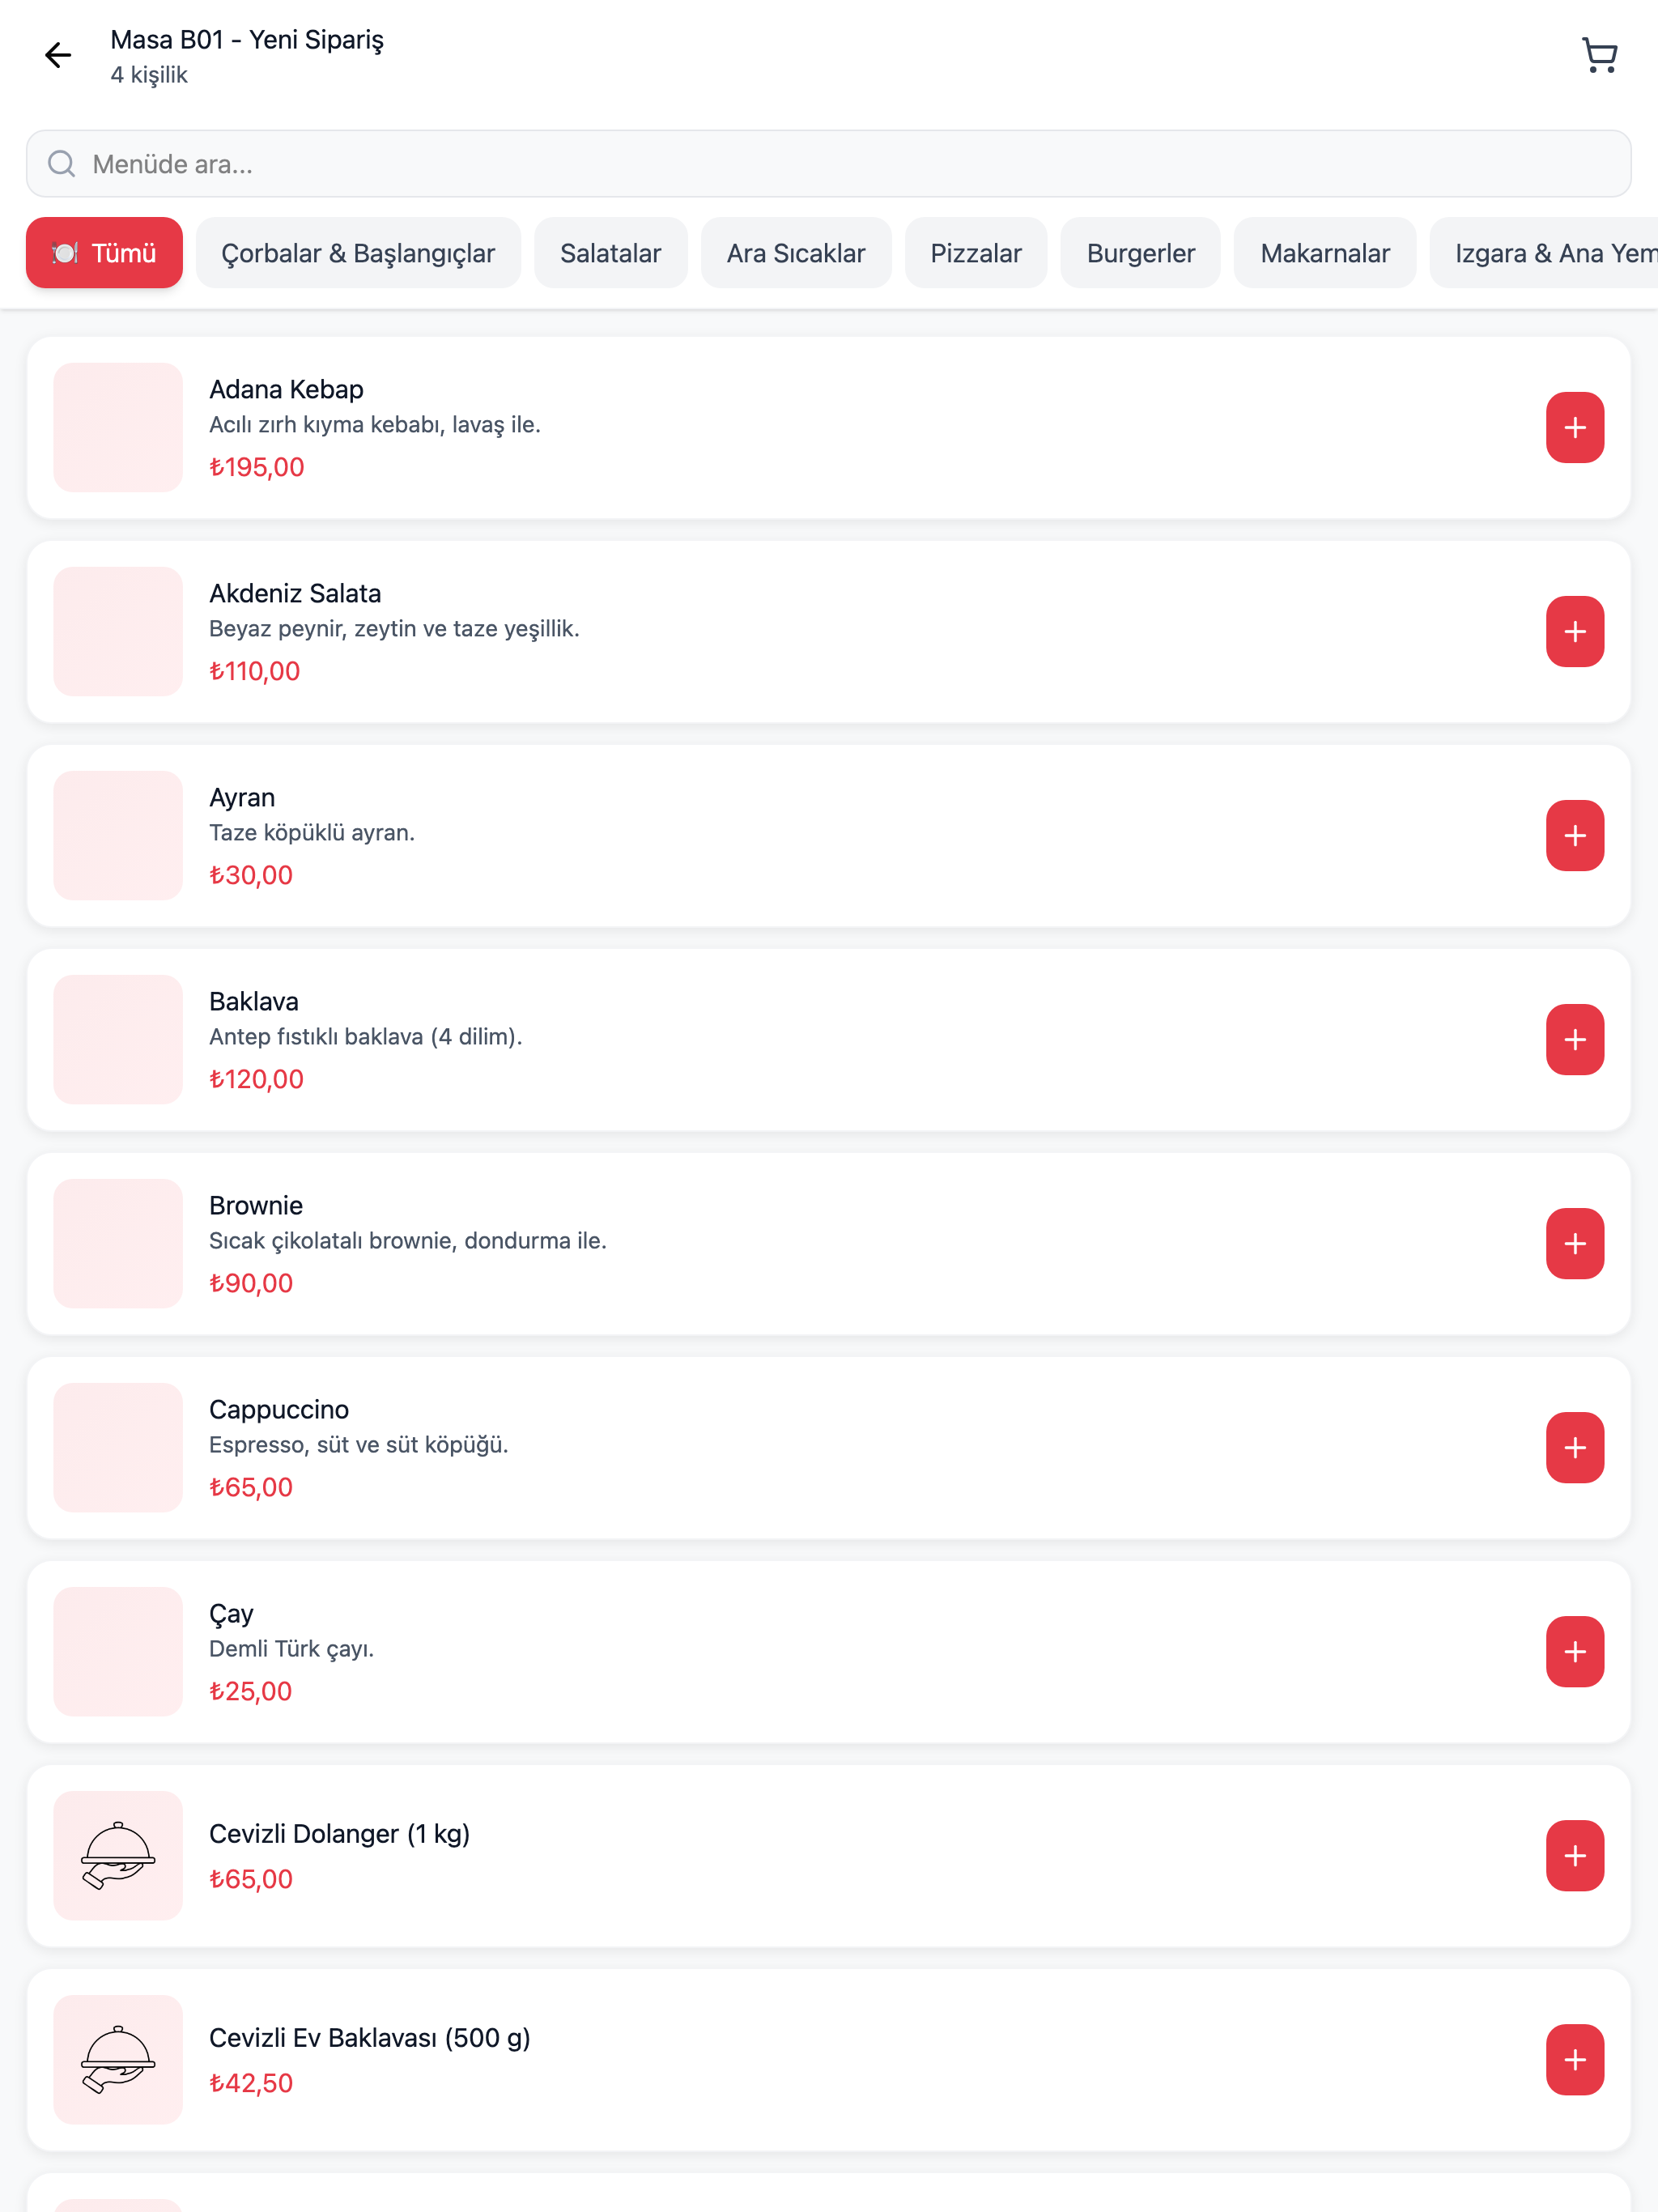 Masa B01 - Yeni Sipariş
4 kişilik
Menüde ara...
Tümü
Çorbalar & Başlangıçlar
Salatalar
Ara Sıcaklar
Pizzalar
Burgerler
Makarnalar
Izgara & Ana Yem
Adana Kebap
Acılı zırh kıyma kebabı, lavaş ile.
₺195,00
Akdeniz Salata
Beyaz peynir, zeytin ve taze yeşillik.
₺110,00
Ayran
Taze köpüklü ayran.
₺30,00
Baklava
Antep fıstıklı baklava (4 dilim).
₺120,00
Brownie
Sıcak çikolatalı brownie, dondurma ile.
₺90,00
Cappuccino
Espresso, süt ve süt köpüğü.
₺65,00
Çay
Demli Türk çayı.
₺25,00
Cevizli Dolanger (1 kg)
₺65,00
Cevizli Ev Baklavası (500 g)
₺42,50